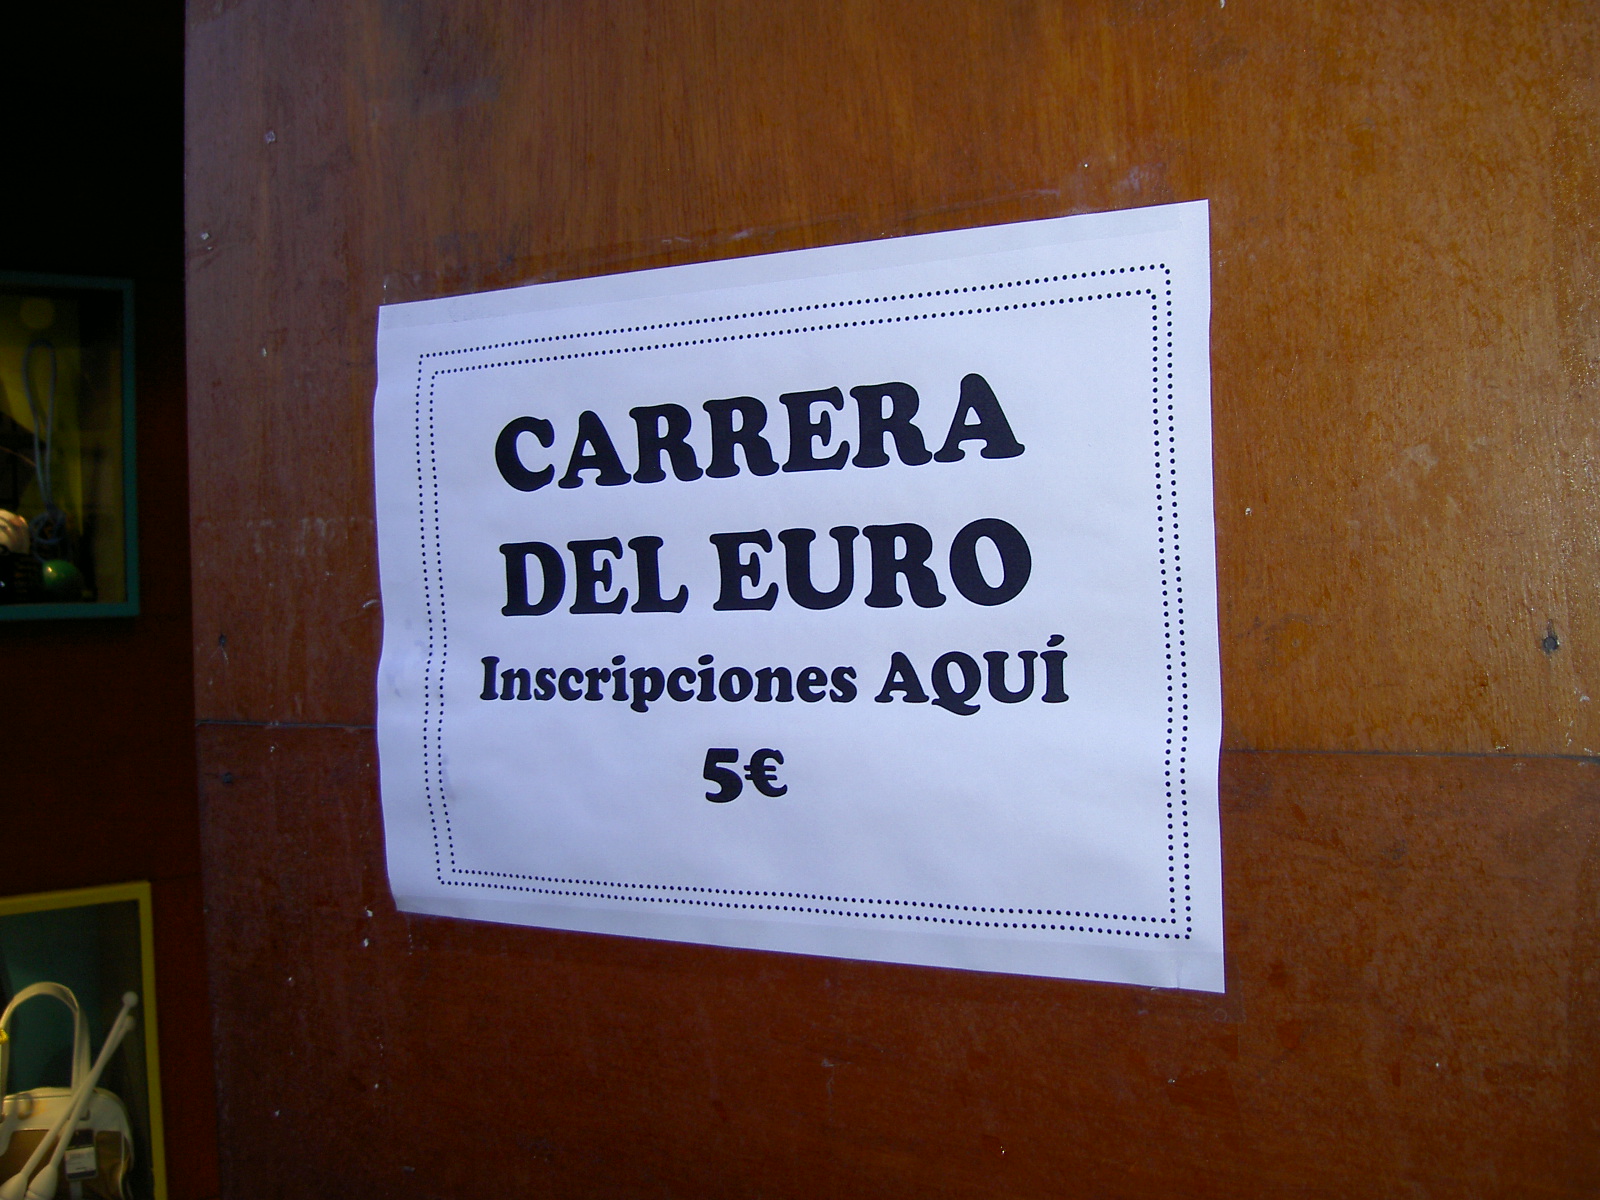 CARRERA
DEL EURO
Inscripciones AQUÍ
5€